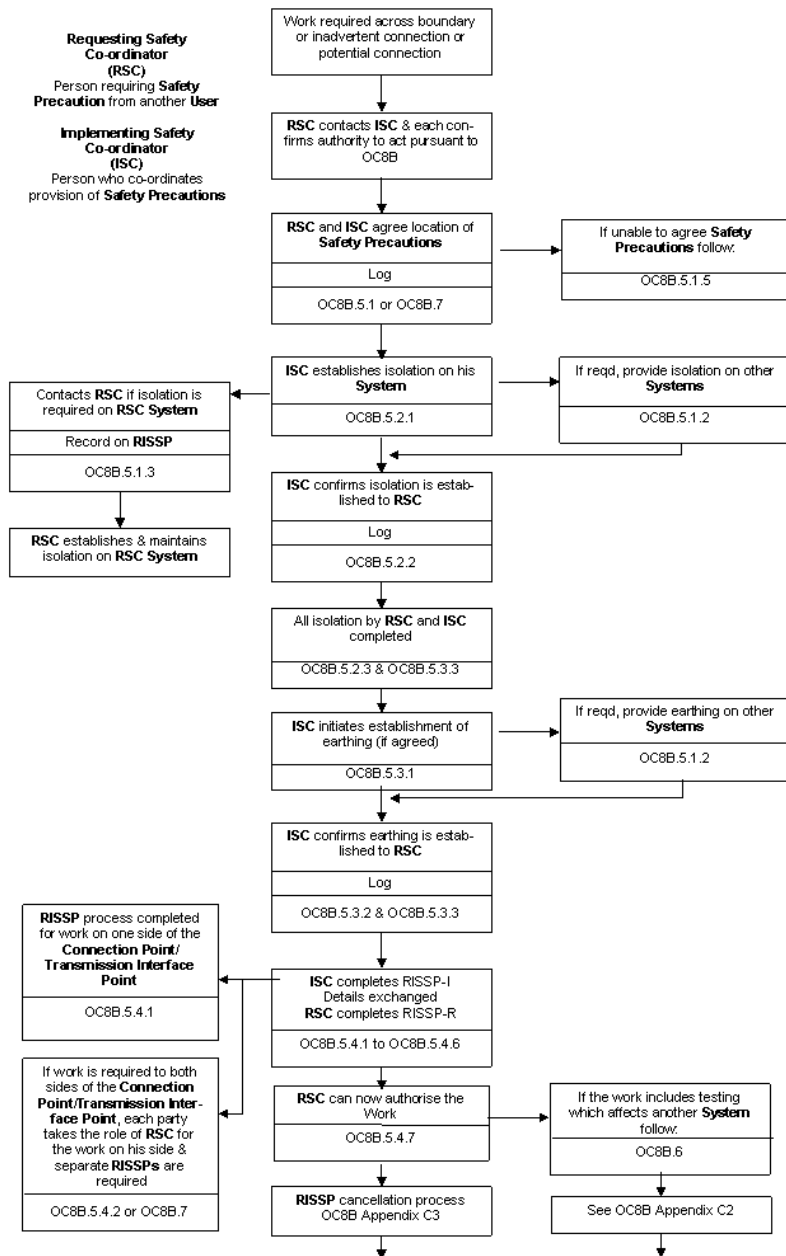 Requesting Safety
Co-ordinator
(RSC)
Person requiring Safety
Precaution from another User
Implementing Safety
Co-ordinator
(ISC)
Person who co-ordinates
provision of Safety Precautions
Work required across boundary
or inadvertent connection or
potential connection
RSC contacts ISC & each con-
firms authority to act pursuant to
OC8B
RSC and ISC agree location of
Safety Precautions
Log
OC8B.5.1 or OC8B.7
If unable to agree Safety
Precautions follow:
OC8B.5.1.5
ISC establishes isolation on his
System
OC8B.5.2.1
If reqd, provide isolation on other
Systems
OC8B.5.1.2
Contacts RSC if isolation is
required on RSC System
Record on RISSP
OC8B.5.1.3
RSC establishes & maintains
isolation on RSC System
ISC confirms isolation is estab-
lished to RSC
Log
OC8B.5.2.2
All isolation by RSC and ISC
completed
OC8B.5.2.3 & OC8B.5.3.3
ISC initiates establishment of
earthing (if agreed)
OC8B.5.3.1
If reqd, provide earthing on other
Systems
OC8B.5.1.2
ISC confirms earthing is estab-
lished to RSC
Log
OC8B.5.3.2 & OC8B.5.3.3
RISSP process completed
for work on one side of the
Connection Point/
Transmission Interface
Point
OC8B.5.4.1
ISC completes RISSP-I
Details exchanged
RSC completes RISSP-R
OC8B.5.4.1 to OC8B.5.4.6
If work is required to both
sides of the Connection
Point/Transmission Inter-
face Point, each party
takes the role of RSC for
the work on his side &
separate RISSPs are
required
OC8B.5.4.2 or OC8B.7
RSC can now authorise the
Work
OC8B.5.4.7
If the work includes testing
which affects another System
follow:
OC8B.6
RISSP cancellation process
OC8B Appendix C3
See OC8B Appendix C2